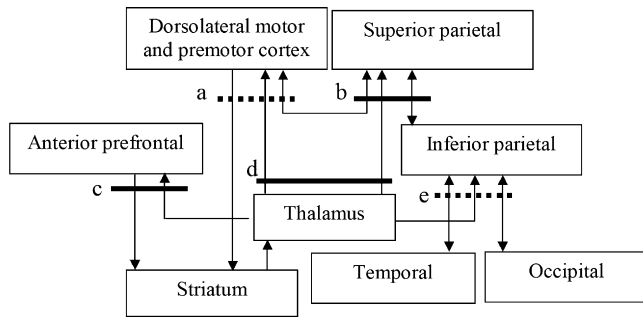 Dorsolateral motor
and premotor cortex
Superior parietal
a
b
Anterior prefrontal
Inferior parietal
c
d
e
Thalamus
Striatum
Temporal
Occipital